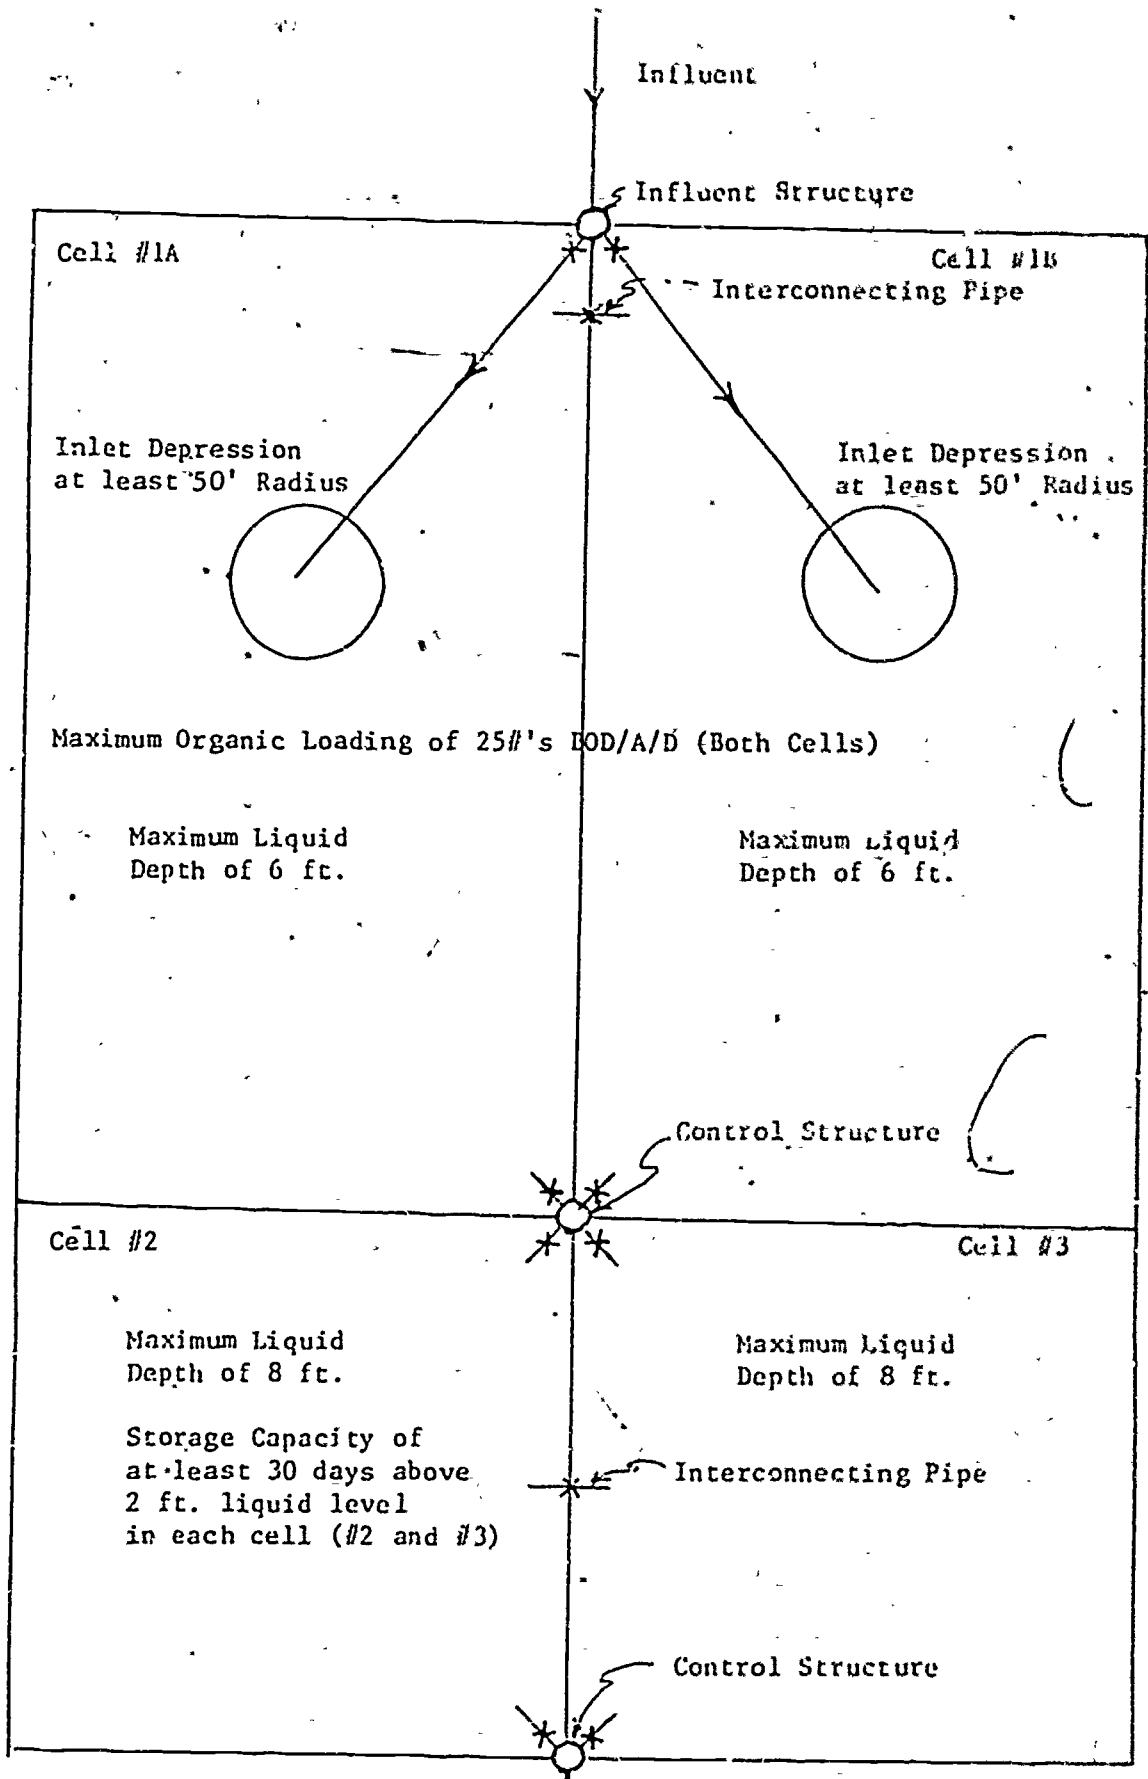 Influent
Influent Structure
Cell #1A
Cell #1B
Interconnecting Pipe
Inlet Depression
at least 50' Radius
Inlet Depression
at least 50' Radius
Maximum Organic Loading of 25#'s BOD/A/D (Both Cells)
Maximum Liquid
Depth of 6 ft.
Maximum Liquid
Depth of 6 ft.
Control Structure
Cell #2
Cell #3
Maximum Liquid
Depth of 8 ft.
Maximum Liquid
Depth of 8 ft.
Storage Capacity of
at least 30 days above
2 ft. liquid level
in each cell (#2 and #3)
Interconnecting Pipe
Control Structure